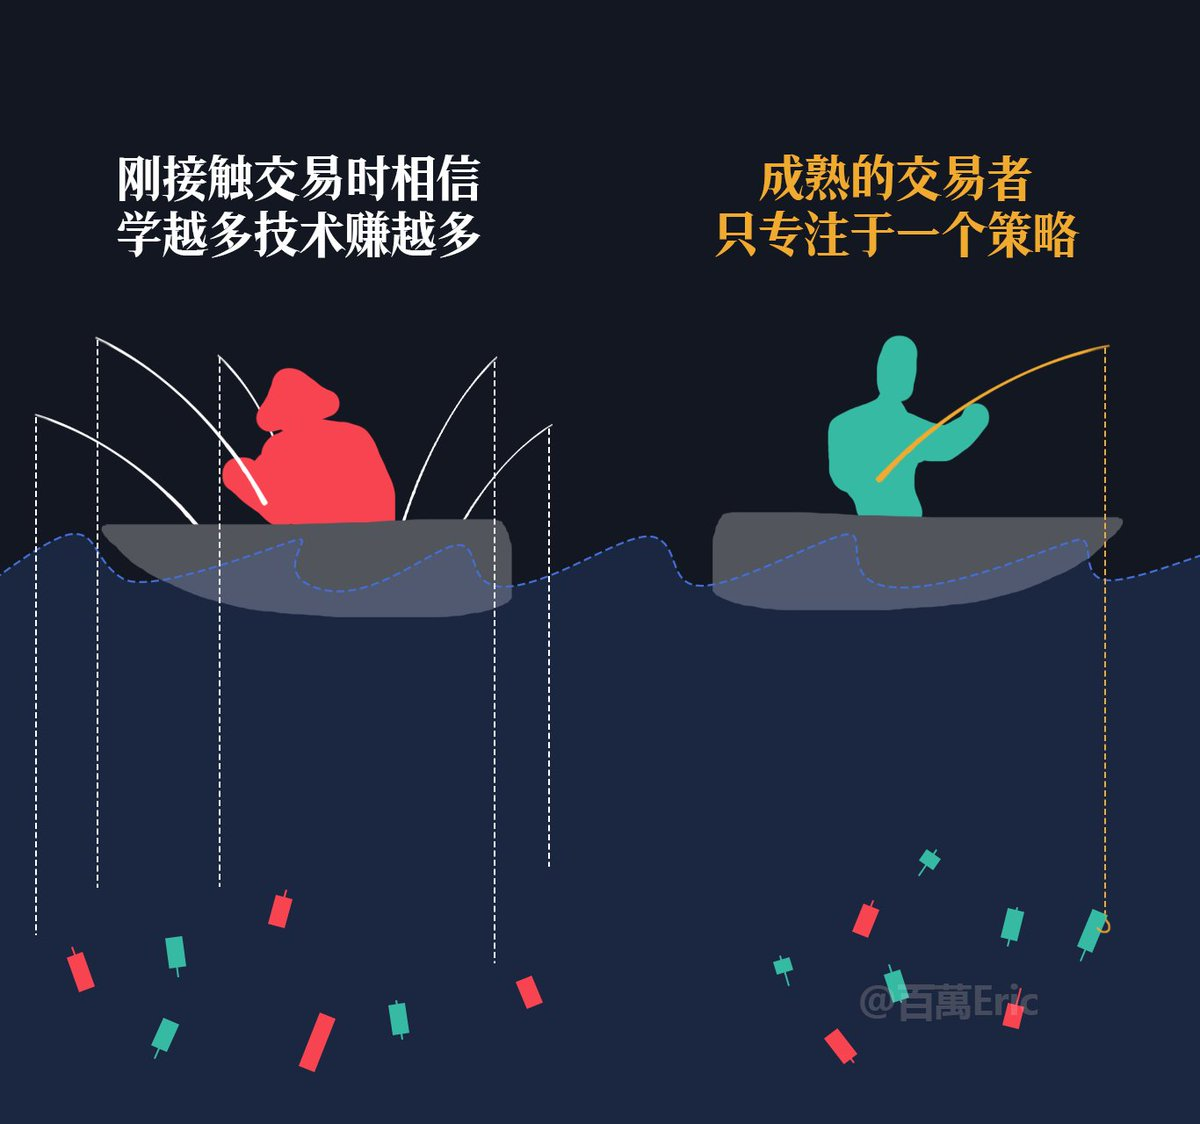 刚接触交易时相信
学越多技术赚越多
成熟的交易者
只专注于一个策略
@百萬Eric